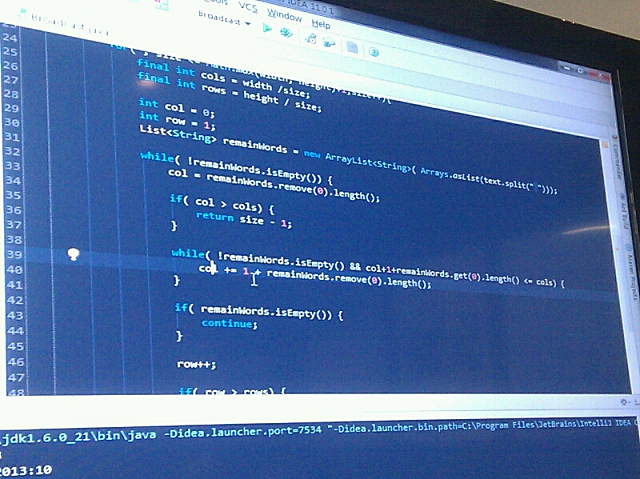 IDEA 11.0.1
Tools VCS Window Help
Broadcast
Broadcast.java
24
25
26 final int cols = width /size;
27 final int rows = height / size;
28
29 int col = 0;
30 int row = 1;
31 List<String> remainWords = new ArrayList<String>( Arrays.asList(text.split(" ")));
32
33 while( !remainWords.isEmpty()) {
34 col = remainWords.remove(0).length();
35
36 if( col > cols) {
37 return size - 1;
38 }
39
40 while( !remainWords.isEmpty() && col+1+remainWords.get(0).length() <= cols) {
41 col += 1 + remainWords.remove(0).length();
42 }
43
44 if( remainWords.isEmpty()) {
45 continue;
46 }
47
48 row++;
if( row > rows) {
\jdk1.6.0_21\bin\java -Didea.launcher.port=7534 "-Didea.launcher.bin.path=C:\Program Files\JetBrains\IntelliJ IDEA
2013:10